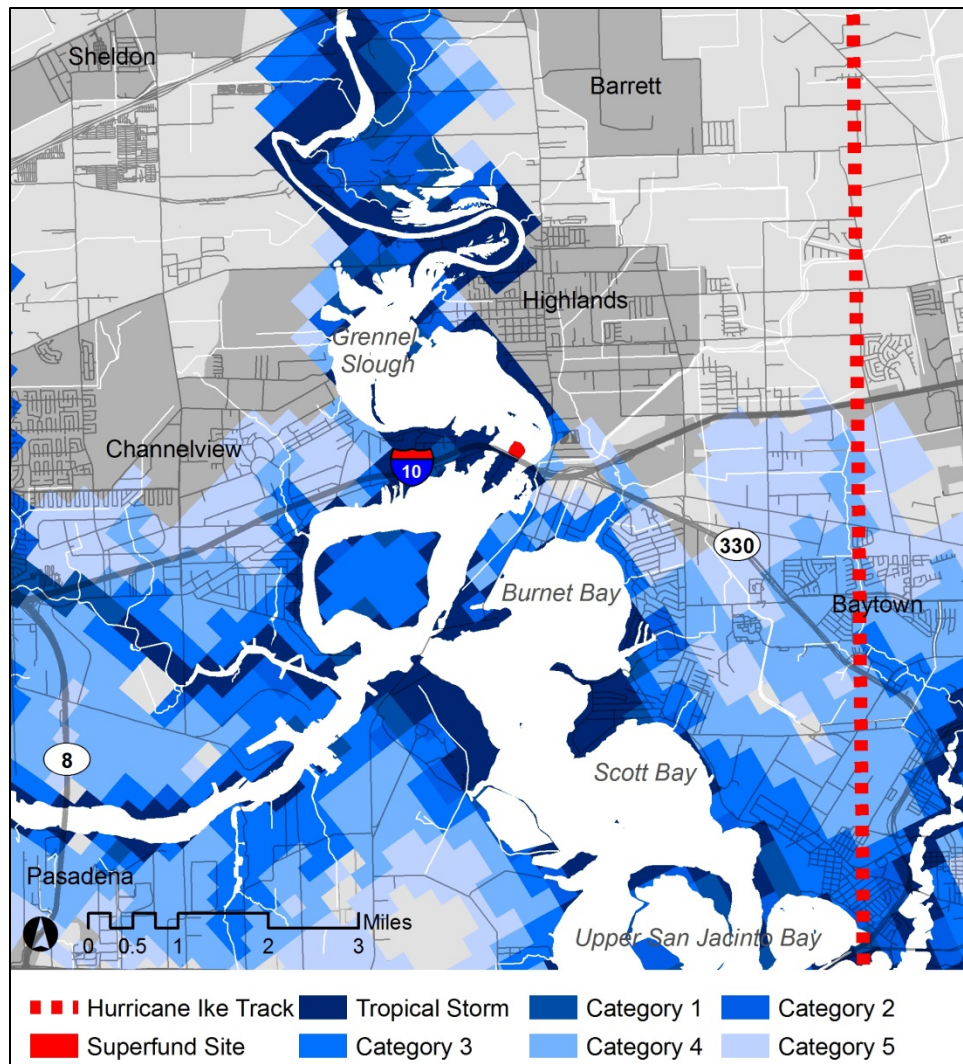 Sheldon
Barrett
Highlands
Grennel
Slough
Channelview
10
330
Burnet Bay
Baytown
Scott Bay
8
Pasadena
Miles
0 0.5 1 2 3
Upper San Jacinto Bay
Hurricane Ike Track
Tropical Storm
Category 1
Category 2
Superfund Site
Category 3
Category 4
Category 5